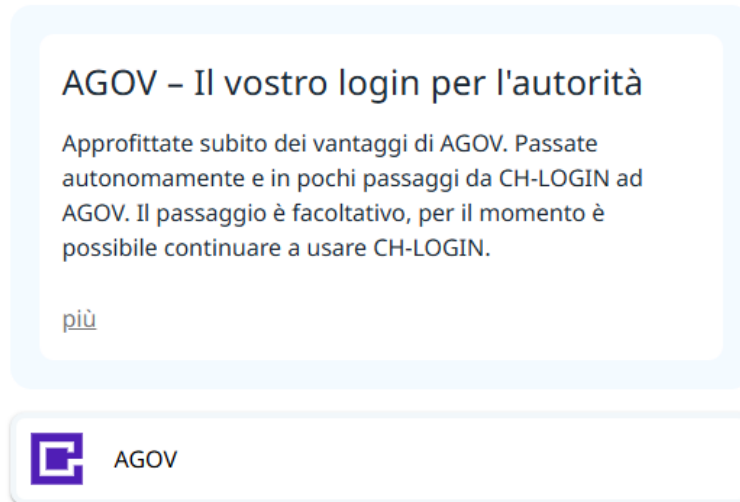 AGOV – Il vostro login per l'autorità
Approfittate subito dei vantaggi di AGOV. Passate
autonomamente e in pochi passaggi da CH-LOGIN ad
AGOV. Il passaggio è facoltativo, per il momento è
possibile continuare a usare CH-LOGIN.
più
AGOV